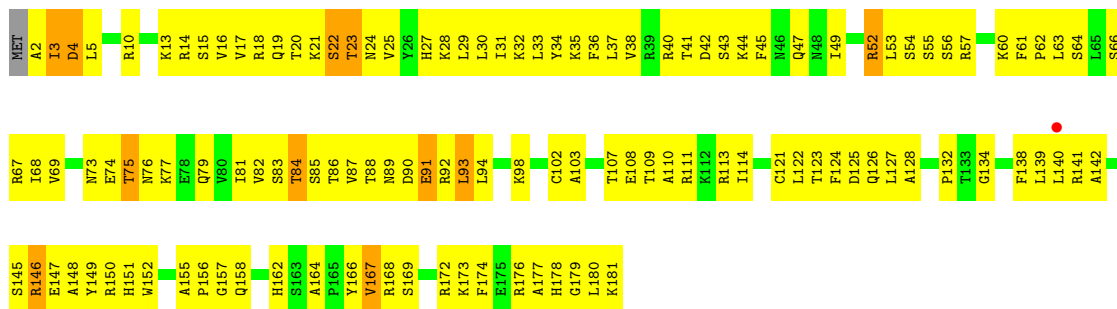 MET A2 I3 D4 L5 R10 K13 R14 S15 V16 V17 R18 Q19 T20 K21 S22 T23 N24 V25 Y26 H27 K28 L29 L30 I31 K32 L33 Y34 K35 F36 L37 V38 R39 R40 T41 D42 S43 K44 F45 N46 Q47 N48 I49 R52 L53 S54 S55 S56 R57 K60 F61 P62 L63 S64 L65 S66
R67 I68 V69 N73 E74 T75 N76 K77 E78 Q79 V80 I81 V82 S83 T84 S85 T86 V87 T88 N89 D90 E91 R92 L93 L94 K98 C102 A103 T107 E108 T109 A110 R111 K112 R113 I114 C121 L122 T123 F124 D125 Q126 L127 A128 P132 T133 G134 F138 L139 L140 R141 A142
S145 R146 E147 A148 Y149 R150 H151 W152 A155 P156 G157 Q158 H162 S163 A164 P165 Y166 V167 R168 S169 R172 K173 F174 E175 R176 A177 H178 G179 L180 K181